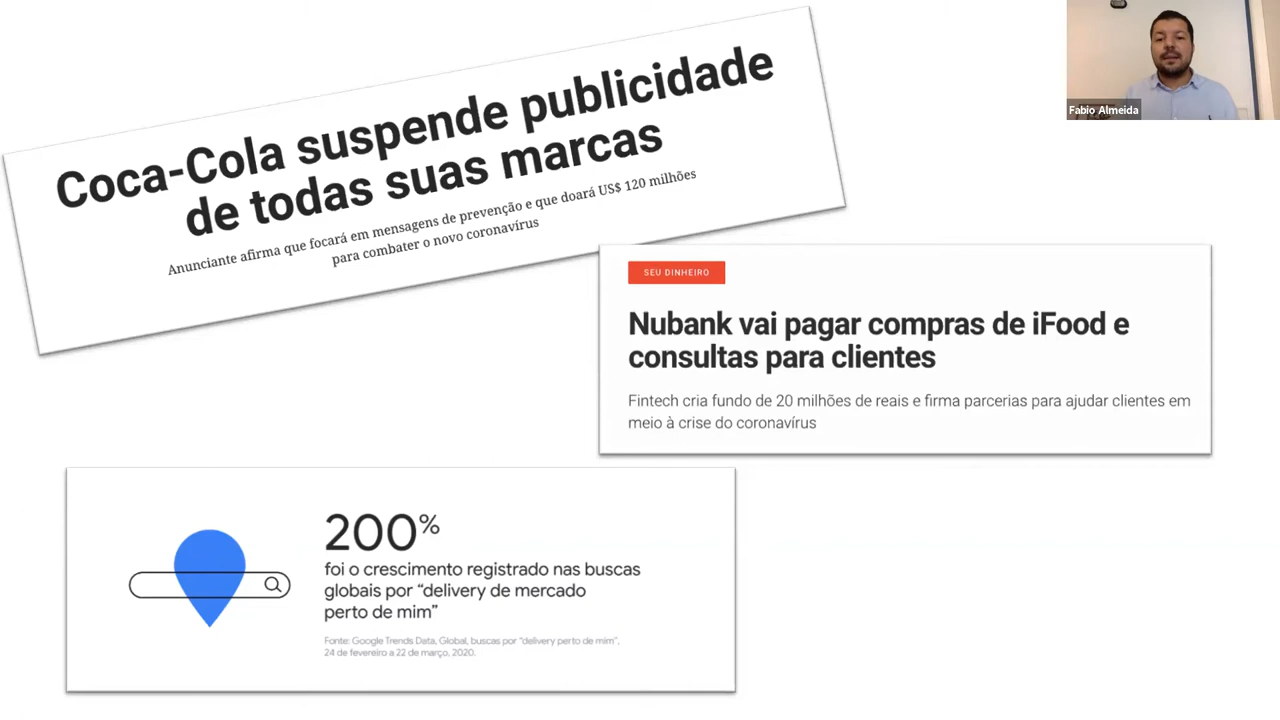 Coca-Cola suspende publicidade
de todas suas marcas
Anunciante afirma que focará em mensagens de prevenção e que doará US$ 120 milhões
para combater o novo coronavírus
Fabio Almeida
SEU DINHEIRO
Nubank vai pagar compras de iFood e
consultas para clientes
Fintech cria fundo de 20 milhões de reais e firma parcerias para ajudar clientes em
meio à crise do coronavírus
200%
foi o crescimento registrado nas buscas
globais por “delivery de mercado
perto de mim”
Fonte: Google Trends Data, Global, buscas por “delivery perto de mim”,
24 de fevereiro a 22 de março, 2020.